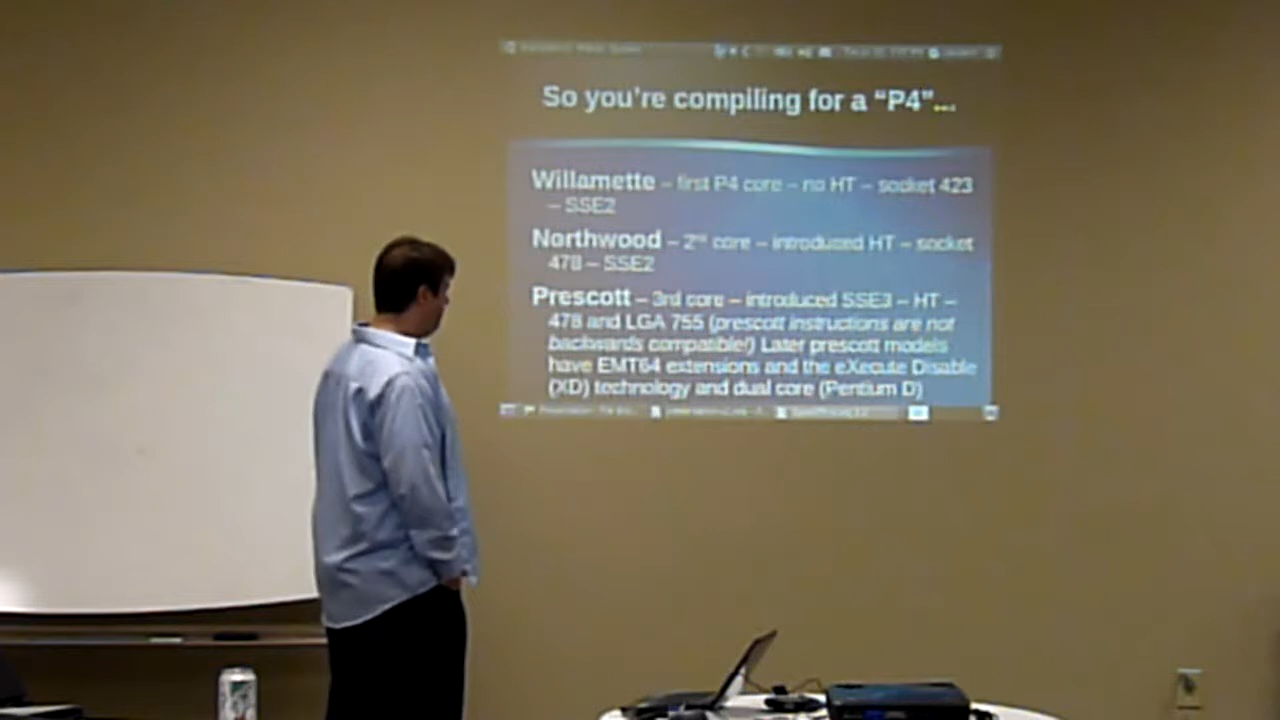 So you're compiling for a “P4”...
Willamette – first P4 core – no HT – socket 423
– SSE2
Northwood – 2nd core – introduced HT – socket
478 – SSE2
Prescott – 3rd core – introduced SSE3 – HT –
478 and LGA 755 (prescott instructions are not
backwards compatible!) Later prescott models
have EMT64 extensions and the eXecute Disable
(XD) technology and dual core (Pentium D)